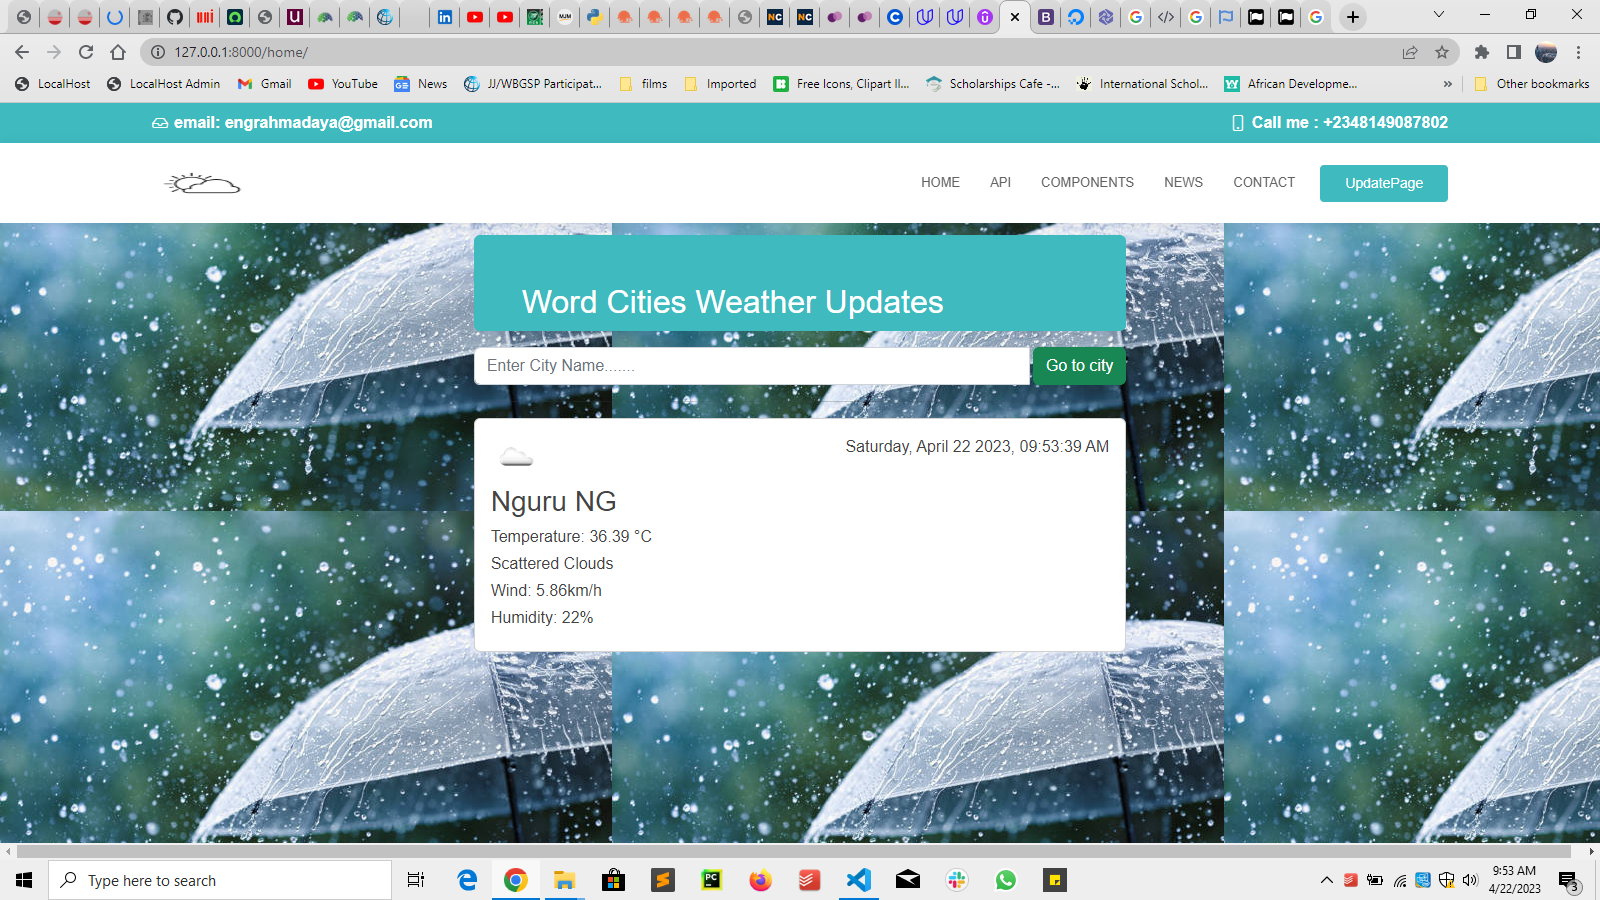 127.0.0.1:8000/home/
LocalHost
LocalHost Admin
Gmail
YouTube
News
JJ/WBGSP Participat...
films
Imported
Free Icons, Clipart Il...
Scholarships Cafe -...
International Schol...
African Developme...
»
Other bookmarks
email: engrahmadaya@gmail.com
Call me : +2348149087802
HOME
API
COMPONENTS
NEWS
CONTACT
UpdatePage
Word Cities Weather Updates
Enter City Name.......
Go to city
Saturday, April 22 2023, 09:53:39 AM
Nguru NG
Temperature: 36.39 °C
Scattered Clouds
Wind: 5.86km/h
Humidity: 22%
Type here to search
9:53 AM
4/22/2023
3